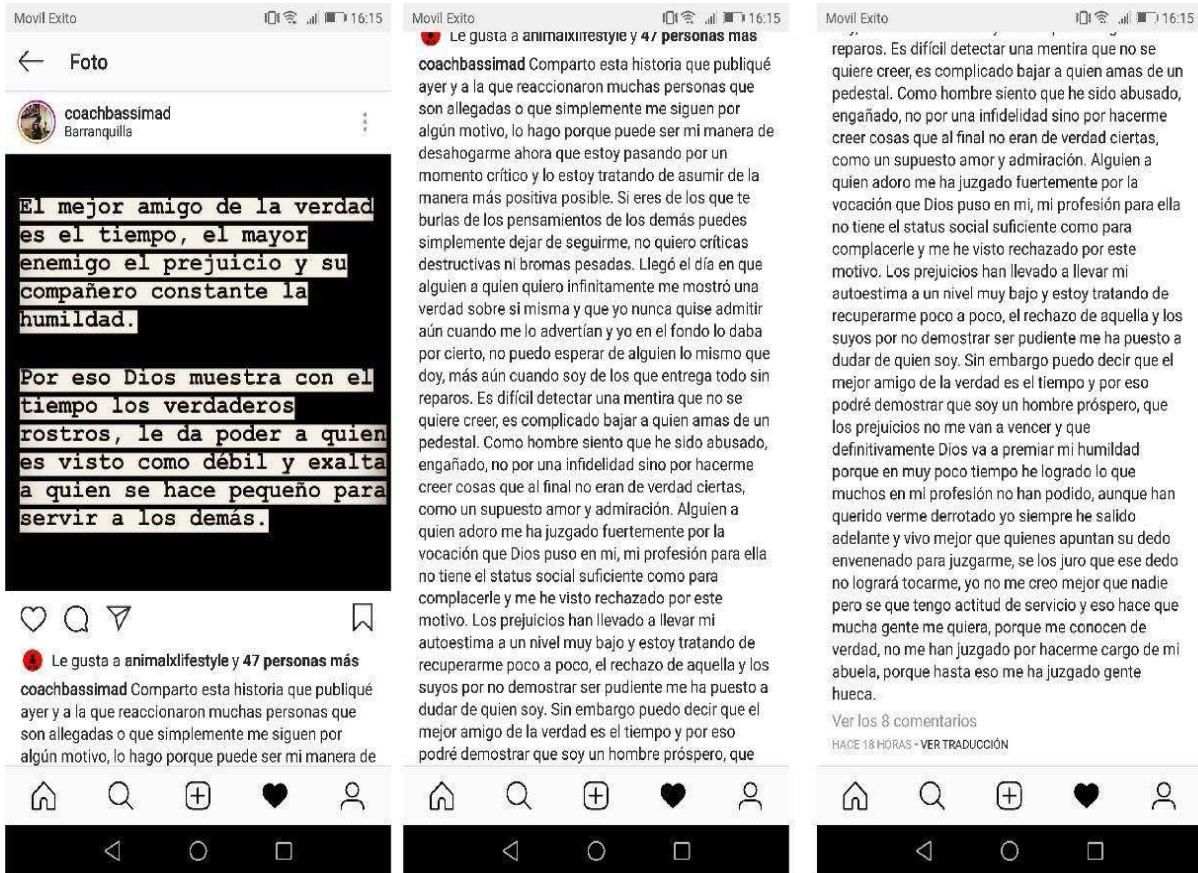 Movil Exito 16:15
Foto
coachbassimad
Barranquilla
El mejor amigo de la verdad
es el tiempo, el mayor
enemigo el prejuicio y su
compañero constante la
humildad.
Por eso Dios muestra con el
tiempo los verdaderos
rostros, le da poder a quien
es visto como débil y exalta
a quien se hace pequeño para
servir a los demás.
Le gusta a animalxlifestyle y 47 personas más
coachbassimad Comparto esta historia que publiqué
ayer y a la que reaccionaron muchas personas que
son allegadas o que simplemente me siguen por
algún motivo, lo hago porque puede ser mi manera de
Movil Exito 16:15
Le gusta a animalxlifestyle y 47 personas más
coachbassimad Comparto esta historia que publiqué
ayer y a la que reaccionaron muchas personas que
son allegadas o que simplemente me siguen por
algún motivo, lo hago porque puede ser mi manera de
desahogarme ahora que estoy pasando por un
momento crítico y lo estoy tratando de asumir de la
manera más positiva posible. Si eres de los que te
burlas de los pensamientos de los demás puedes
simplemente dejar de seguirme, no quiero críticas
destructivas ni bromas pesadas. Llegó el día en que
alguien a quien quiero infinitamente me mostró una
verdad sobre si misma y que yo nunca quise admitir
aún cuando me lo advertían y yo en el fondo lo daba
por cierto, no puedo esperar de alguien lo mismo que
doy, más aún cuando soy de los que entrega todo sin
reparos. Es difícil detectar una mentira que no se
quiere creer, es complicado bajar a quien amas de un
pedestal. Como hombre siento que he sido abusado,
engañado, no por una infidelidad sino por hacerme
creer cosas que al final no eran de verdad ciertas,
como un supuesto amor y admiración. Alguien a
quien adoro me ha juzgado fuertemente por la
vocación que Dios puso en mi, mi profesión para ella
no tiene el status social suficiente como para
complacerle y me he visto rechazado por este
motivo. Los prejuicios han llevado a llevar mi
autoestima a un nivel muy bajo y estoy tratando de
recuperarme poco a poco, el rechazo de aquella y los
suyos por no demostrar ser pudiente me ha puesto a
dudar de quien soy. Sin embargo puedo decir que el
mejor amigo de la verdad es el tiempo y por eso
podré demostrar que soy un hombre próspero, que
Movil Exito 16:15
reparos. Es difícil detectar una mentira que no se
quiere creer, es complicado bajar a quien amas de un
pedestal. Como hombre siento que he sido abusado,
engañado, no por una infidelidad sino por hacerme
creer cosas que al final no eran de verdad ciertas,
como un supuesto amor y admiración. Alguien a
quien adoro me ha juzgado fuertemente por la
vocación que Dios puso en mi, mi profesión para ella
no tiene el status social suficiente como para
complacerle y me he visto rechazado por este
motivo. Los prejuicios han llevado a llevar mi
autoestima a un nivel muy bajo y estoy tratando de
recuperarme poco a poco, el rechazo de aquella y los
suyos por no demostrar ser pudiente me ha puesto a
dudar de quien soy. Sin embargo puedo decir que el
mejor amigo de la verdad es el tiempo y por eso
podré demostrar que soy un hombre próspero, que
los prejuicios no me van a vencer y que
definitivamente Dios va a premiar mi humildad
porque en muy poco tiempo he logrado lo que
muchos en mi profesión no han podido, aunque han
querido verme derrotado yo siempre he salido
adelante y vivo mejor que quienes apuntan su dedo
envenenado para juzgarme, se los juro que ese dedo
no logrará tocarme, yo no me creo mejor que nadie
pero se que tengo actitud de servicio y eso hace que
mucha gente me quiera, porque me conocen de
verdad, no me han juzgado por hacerme cargo de mi
abuela, porque hasta eso me ha juzgado gente
hueca.
Ver los 8 comentarios
HACE 18 HORAS • VER TRADUCCIÓN